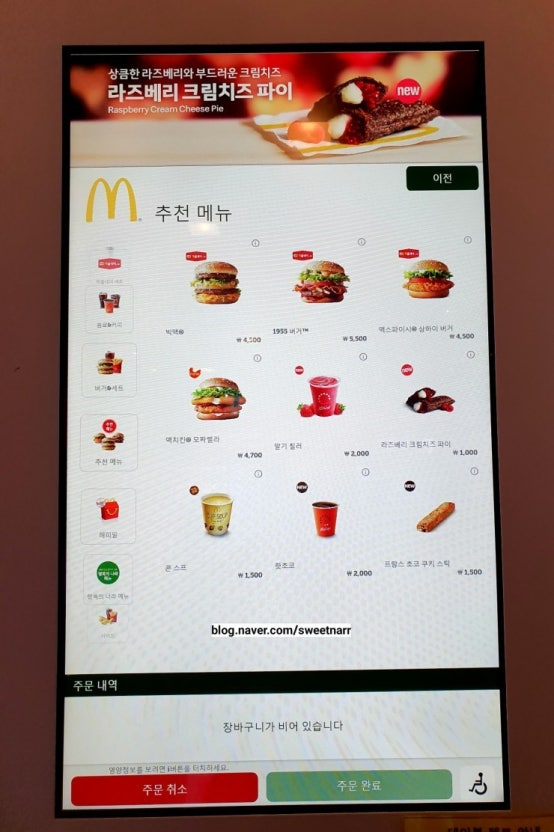 상큼한 라즈베리와 부드러운 크림치즈
라즈베리 크림치즈 파이
Raspberry Cream Cheese Pie
new
이전
추천 메뉴
음료&커피
버거&세트
추천 메뉴
해피밀
행복의 나라 메뉴
빅맥®
₩ 4,500
1955 버거™
₩ 5,500
맥스파이시® 상하이 버거
₩ 4,500
맥치킨® 모짜렐라
₩ 4,700
new
딸기 칠러
₩ 2,000
new
라즈베리 크림치즈 파이
₩ 1,000
콘 스프
₩ 1,500
NEW
핫초코
₩ 2,000
NEW
프랑스 초코 쿠키 스틱
₩ 1,500
blog.naver.com/sweetnarr
주문 내역
장바구니가 비어 있습니다
영양정보를 보려면 i버튼을 터치하세요.
주문 취소
주문 완료